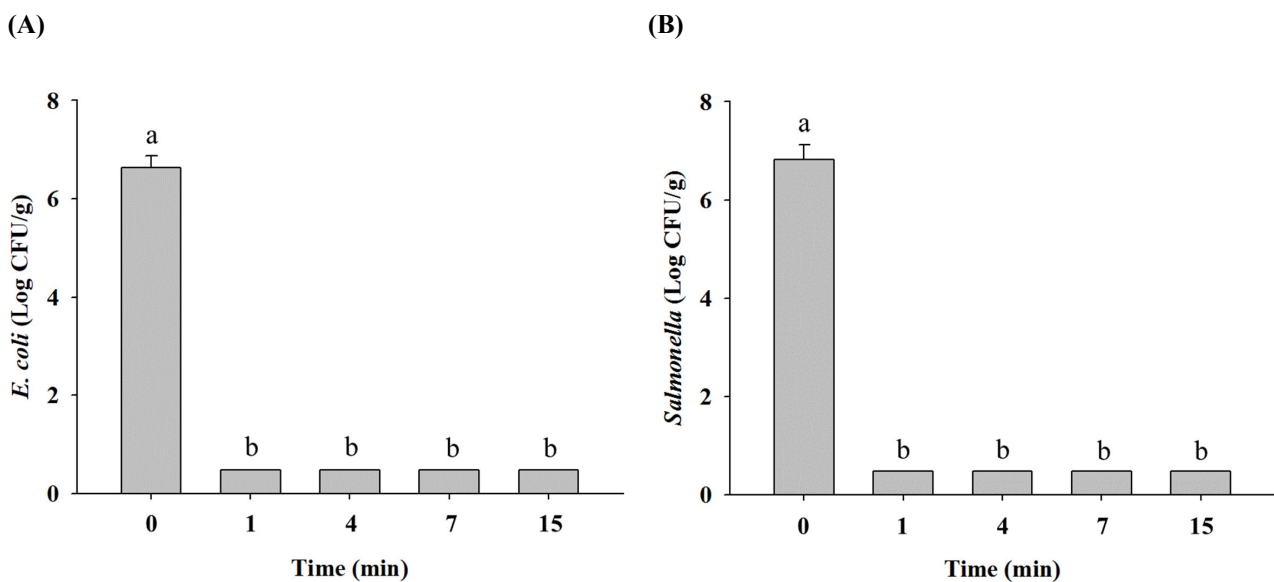 (A)
8
6
4
2
0
E. coli (Log CFU/g)
a
b
b
b
b
0 1 4 7 15
Time (min)
(B)
8
6
4
2
0
Salmonella (Log CFU/g)
a
b
b
b
b
0 1 4 7 15
Time (min)